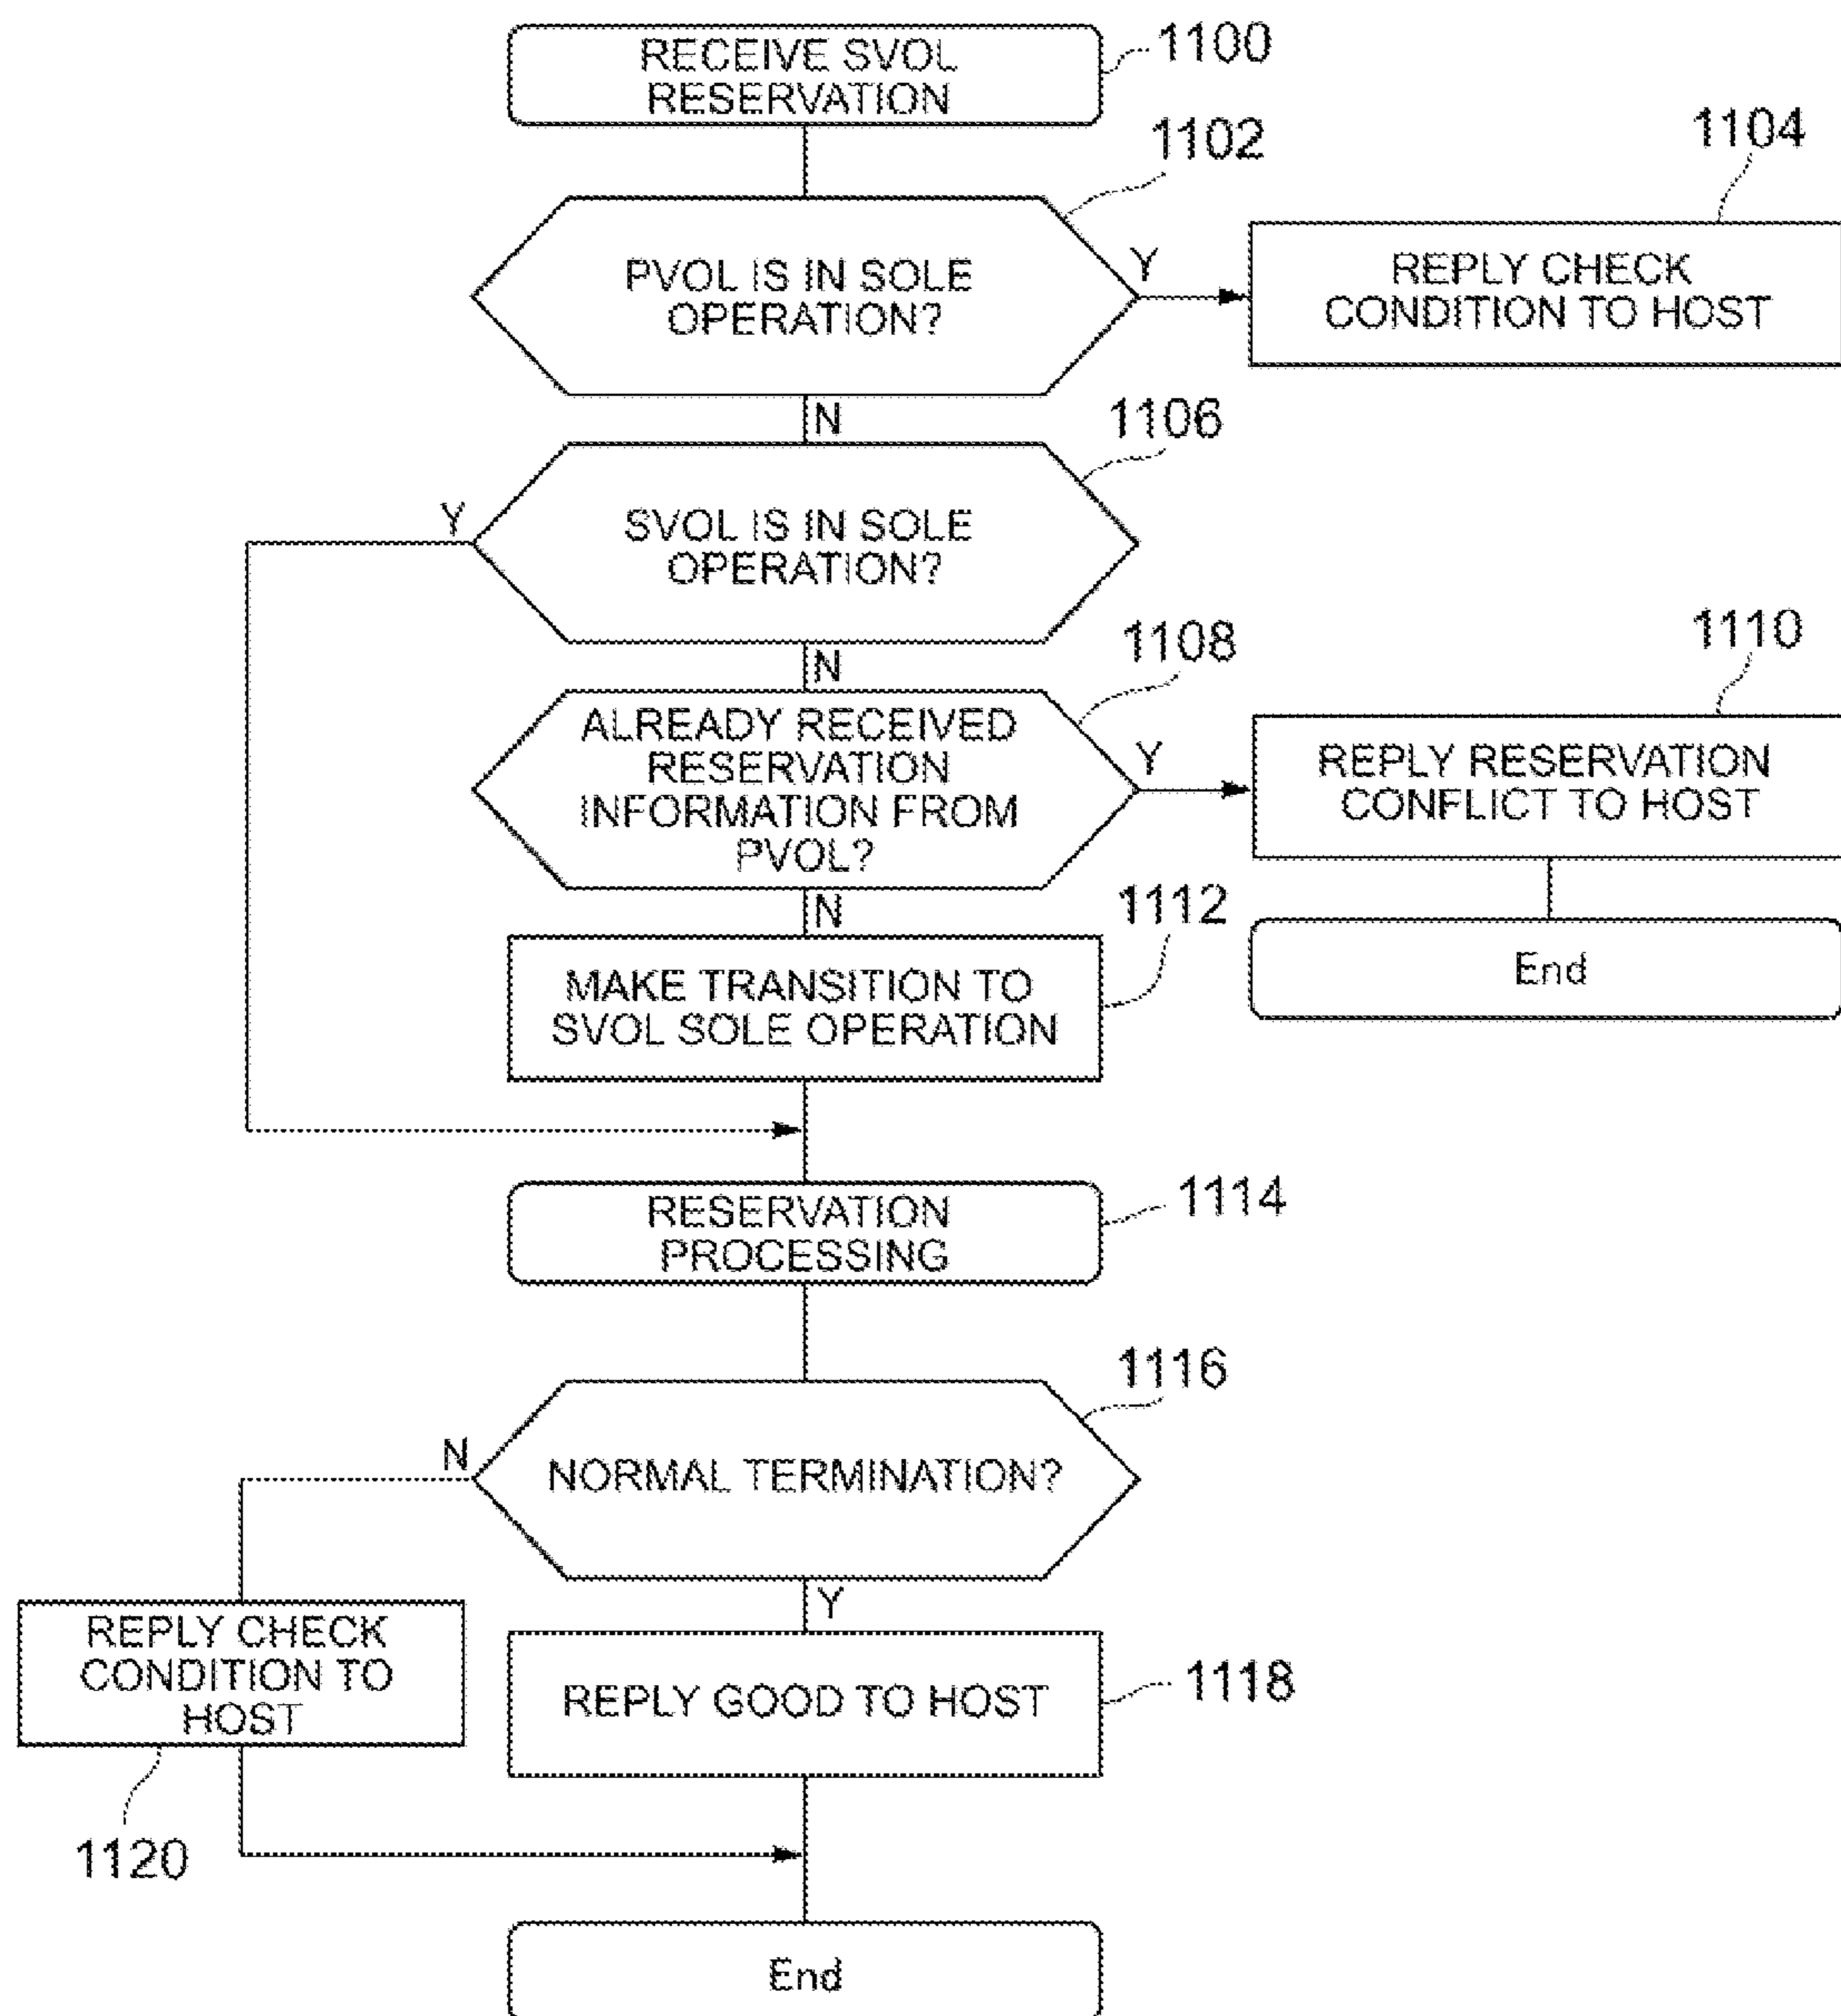 RECEIVE SVOL
RESERVATION
1100
1102
PVOL IS IN SOLE
OPERATION?
Y
N
1104
REPLY CHECK
CONDITION TO HOST
1106
SVOL IS IN SOLE
OPERATION?
Y
N
1108
ALREADY RECEIVED
RESERVATION
INFORMATION FROM
PVOL?
Y
N
1110
REPLY RESERVATION
CONFLICT TO HOST
End
1112
MAKE TRANSITION TO
SVOL SOLE OPERATION
RESERVATION
PROCESSING
1114
1116
NORMAL TERMINATION?
N
Y
REPLY CHECK
CONDITION TO
HOST
1120
REPLY GOOD TO HOST
1118
End